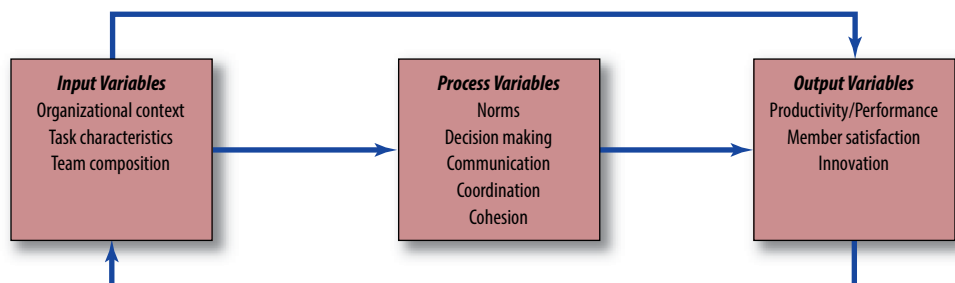 Input Variables
Organizational context
Task characteristics
Team composition
Process Variables
Norms
Decision making
Communication
Coordination
Cohesion
Output Variables
Productivity/Performance
Member satisfaction
Innovation